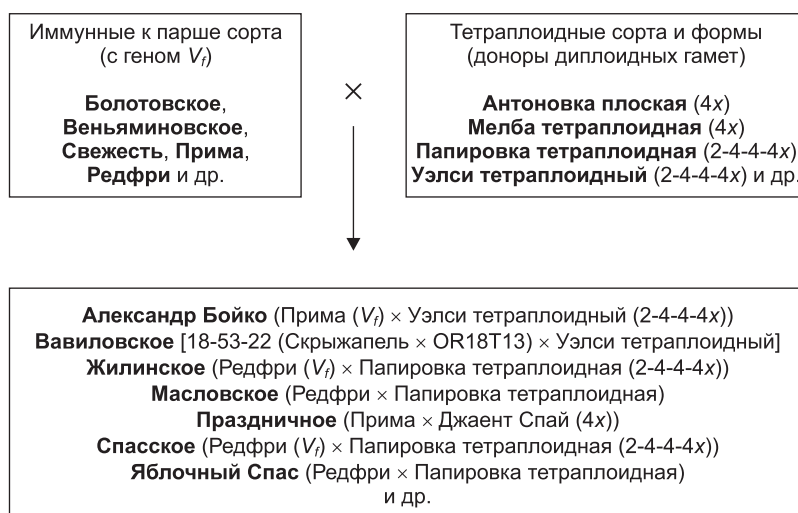 Иммунные к парше сорта
(с геном Vf)
Болотовское,
Веньяминовское,
Свежесть, Прима,
Редфри и др.
×
Тетраплоидные сорта и формы
(доноры диплоидных гамет)
Антоновка плоская (4x)
Мелба тетраплоидная (4x)
Папировка тетраплоидная (2-4-4-4x)
Уэлси тетраплоидный (2-4-4-4x) и др.
Александр Бойко (Прима (Vf) × Уэлси тетраплоидный (2-4-4-4x))
Вавиловское [18-53-22 (Скрыжапель × OR18T13) × Уэлси тетраплоидный]
Жилинское (Редфри (Vf) × Папировка тетраплоидная (2-4-4-4x))
Масловское (Редфри × Папировка тетраплоидная)
Праздничное (Прима × Джаент Спай (4x))
Спасское (Редфри (Vf) × Папировка тетраплоидная (2-4-4-4x))
Яблочный Спас (Редфри × Папировка тетраплоидная)
и др.